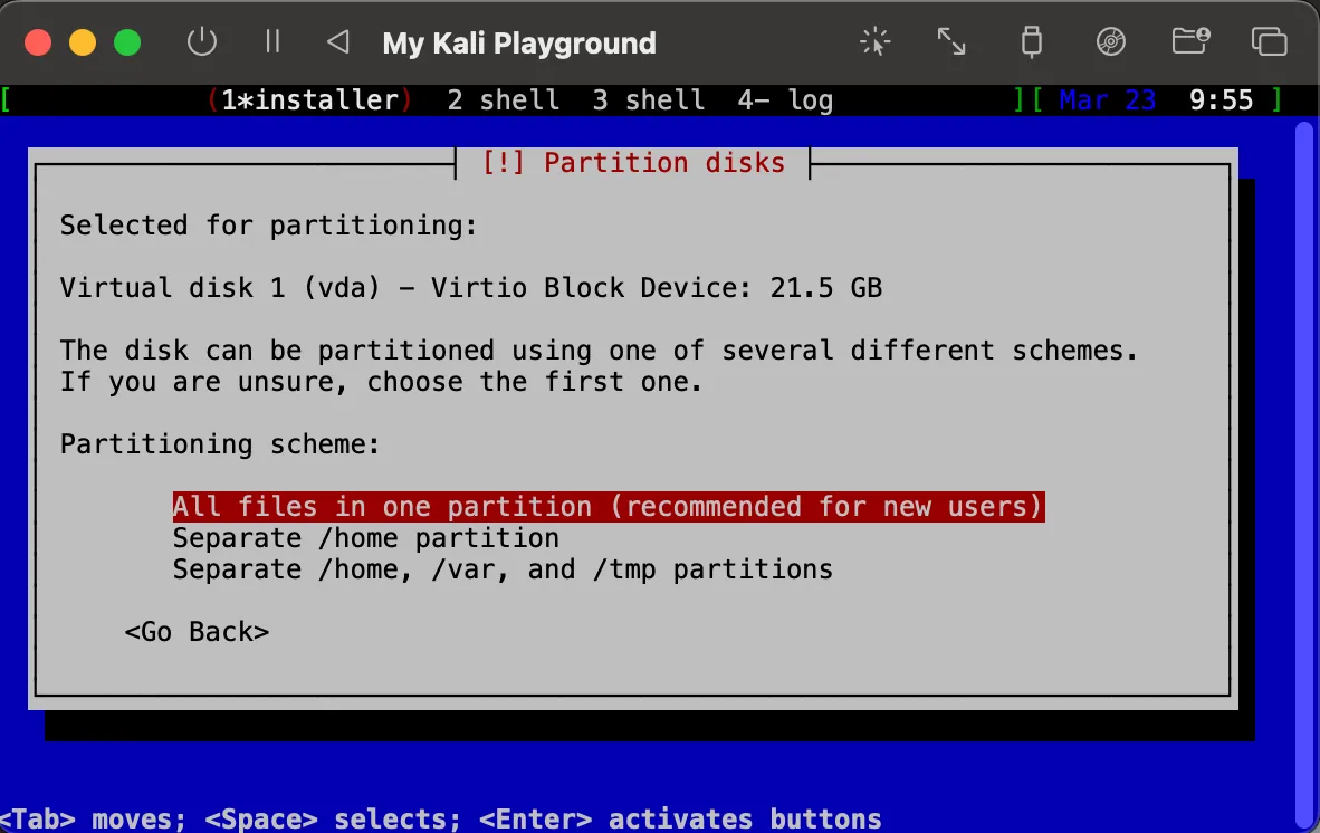 My Kali Playground
[ (1*installer) 2 shell 3 shell 4- log ][ Mar 23 9:55 ]
[!] Partition disks
Selected for partitioning:
Virtual disk 1 (vda) - Virtio Block Device: 21.5 GB
The disk can be partitioned using one of several different schemes.
If you are unsure, choose the first one.
Partitioning scheme:
All files in one partition (recommended for new users)
Separate /home partition
Separate /home, /var, and /tmp partitions
<Go Back>
<Tab> moves; <Space> selects; <Enter> activates buttons